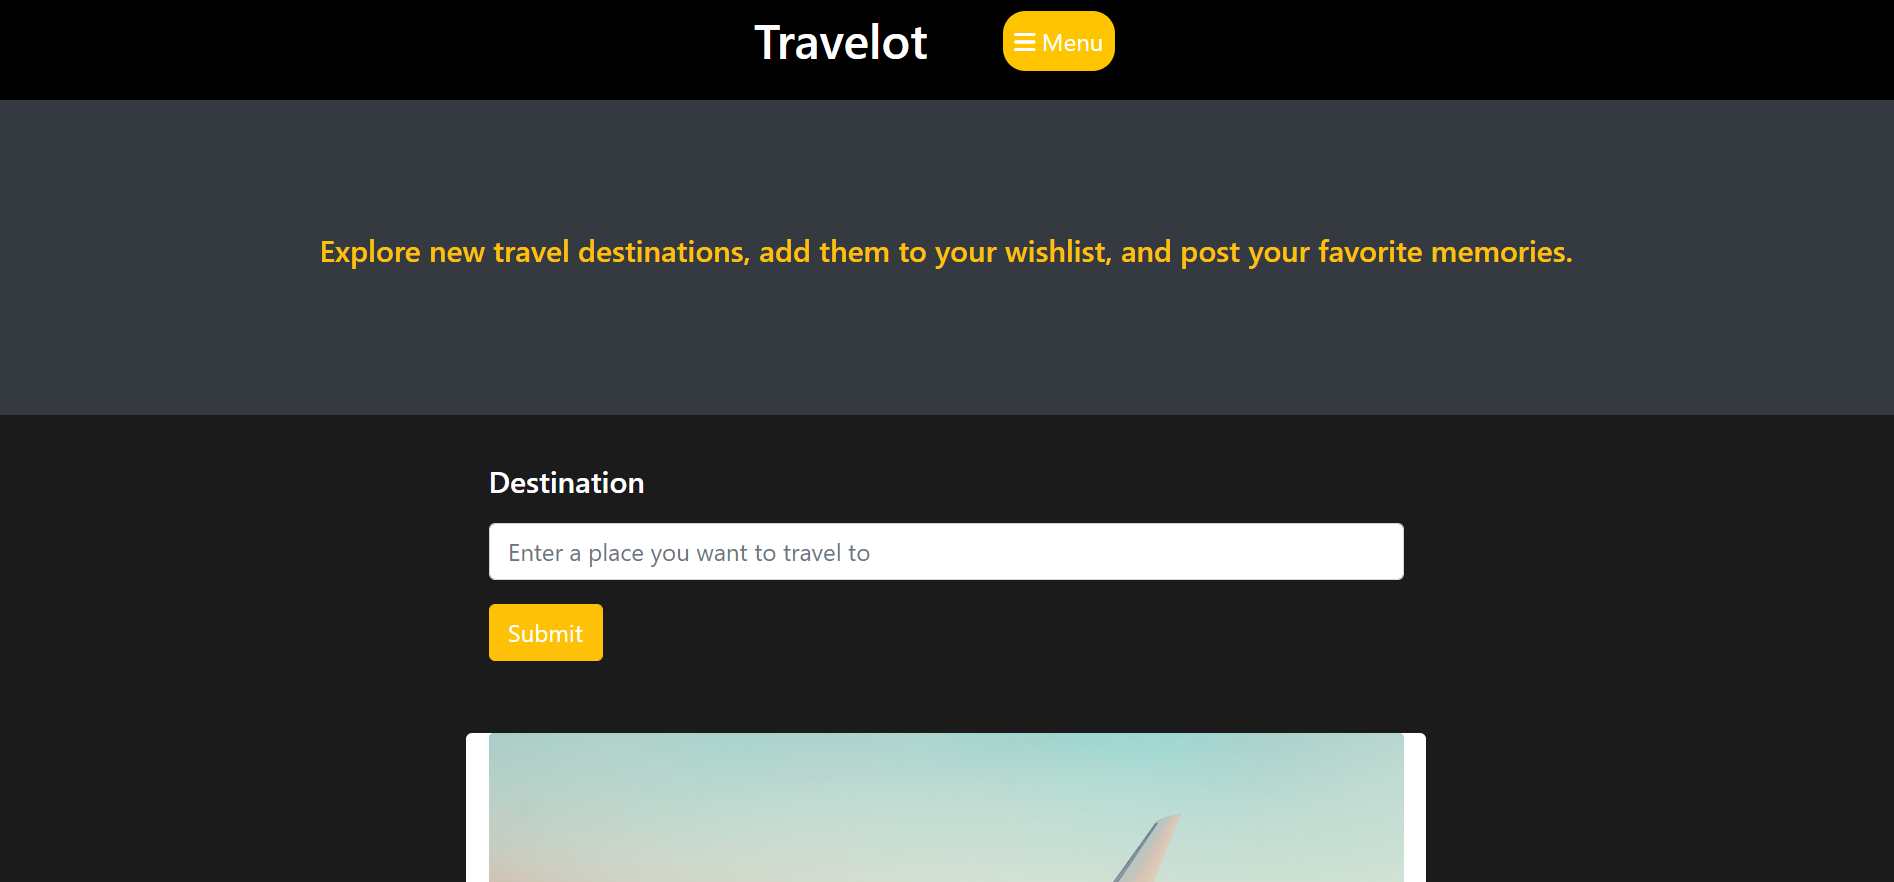 Travelot
Menu
Explore new travel destinations, add them to your wishlist, and post your favorite memories.
Destination
Enter a place you want to travel to
Submit